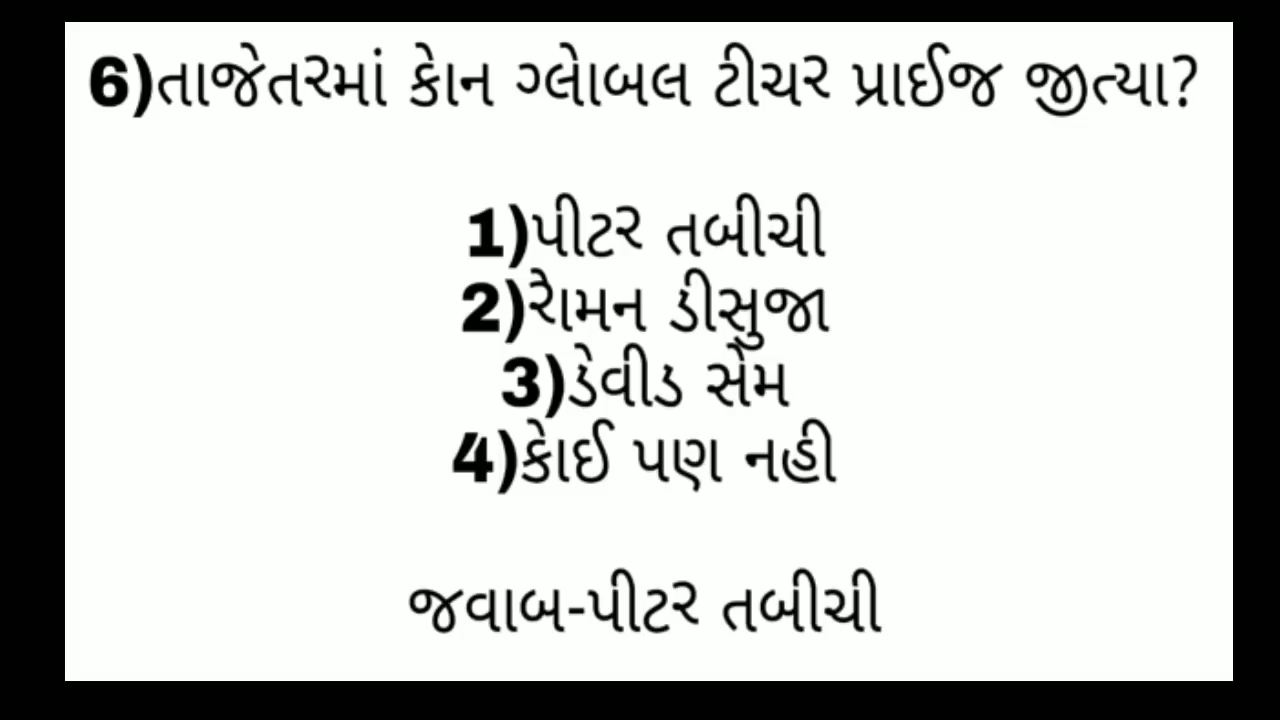 6)તાજેતરમાં કોન ગ્લોબલ ટીચર પ્રાઈજ જીત્યા?
1)પીટર તબીચી
2)રોમન ડીસુજા
3)ડેવીડ સેમ
4)કોઈ પણ નહી
જવાબ-પીટર તબીચી